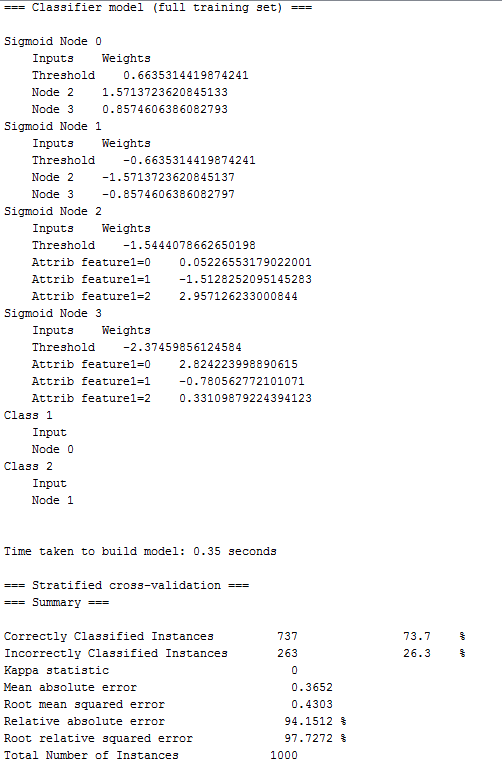 === Classifier model (full training set) ===
Sigmoid Node 0
Inputs    Weights
Threshold    0.6635314419874241
Node 2    1.5713723620845133
Node 3    0.8574606386082793
Sigmoid Node 1
Inputs    Weights
Threshold    -0.6635314419874241
Node 2    -1.5713723620845137
Node 3    -0.8574606386082797
Sigmoid Node 2
Inputs    Weights
Threshold    -1.5444078662650198
Attrib feature1=0    0.05226553179022001
Attrib feature1=1    -1.5128252095145283
Attrib feature1=2    2.957126233000844
Sigmoid Node 3
Inputs    Weights
Threshold    -2.37459856124584
Attrib feature1=0    2.824223998890615
Attrib feature1=1    -0.780562772101071
Attrib feature1=2    0.33109879224394123
Class 1
Input
Node 0
Class 2
Input
Node 1
Time taken to build model: 0.35 seconds
=== Stratified cross-validation ===
=== Summary ===
Correctly Classified Instances         737               73.7    %
Incorrectly Classified Instances       263               26.3    %
Kappa statistic                          0
Mean absolute error                      0.3652
Root mean squared error                  0.4303
Relative absolute error                 94.1512 %
Root relative squared error             97.7272 %
Total Number of Instances             1000